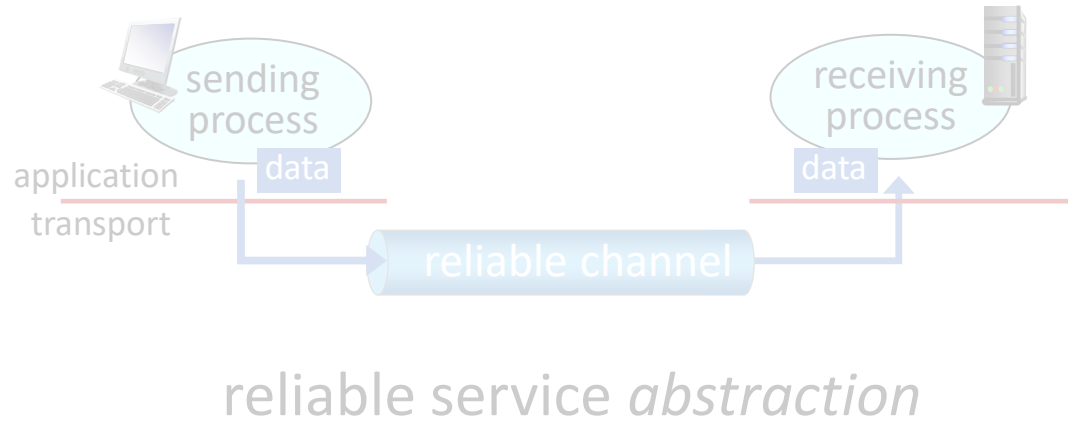 sending
process
data
receiving
process
data
application
transport
reliable channel
reliable service abstraction